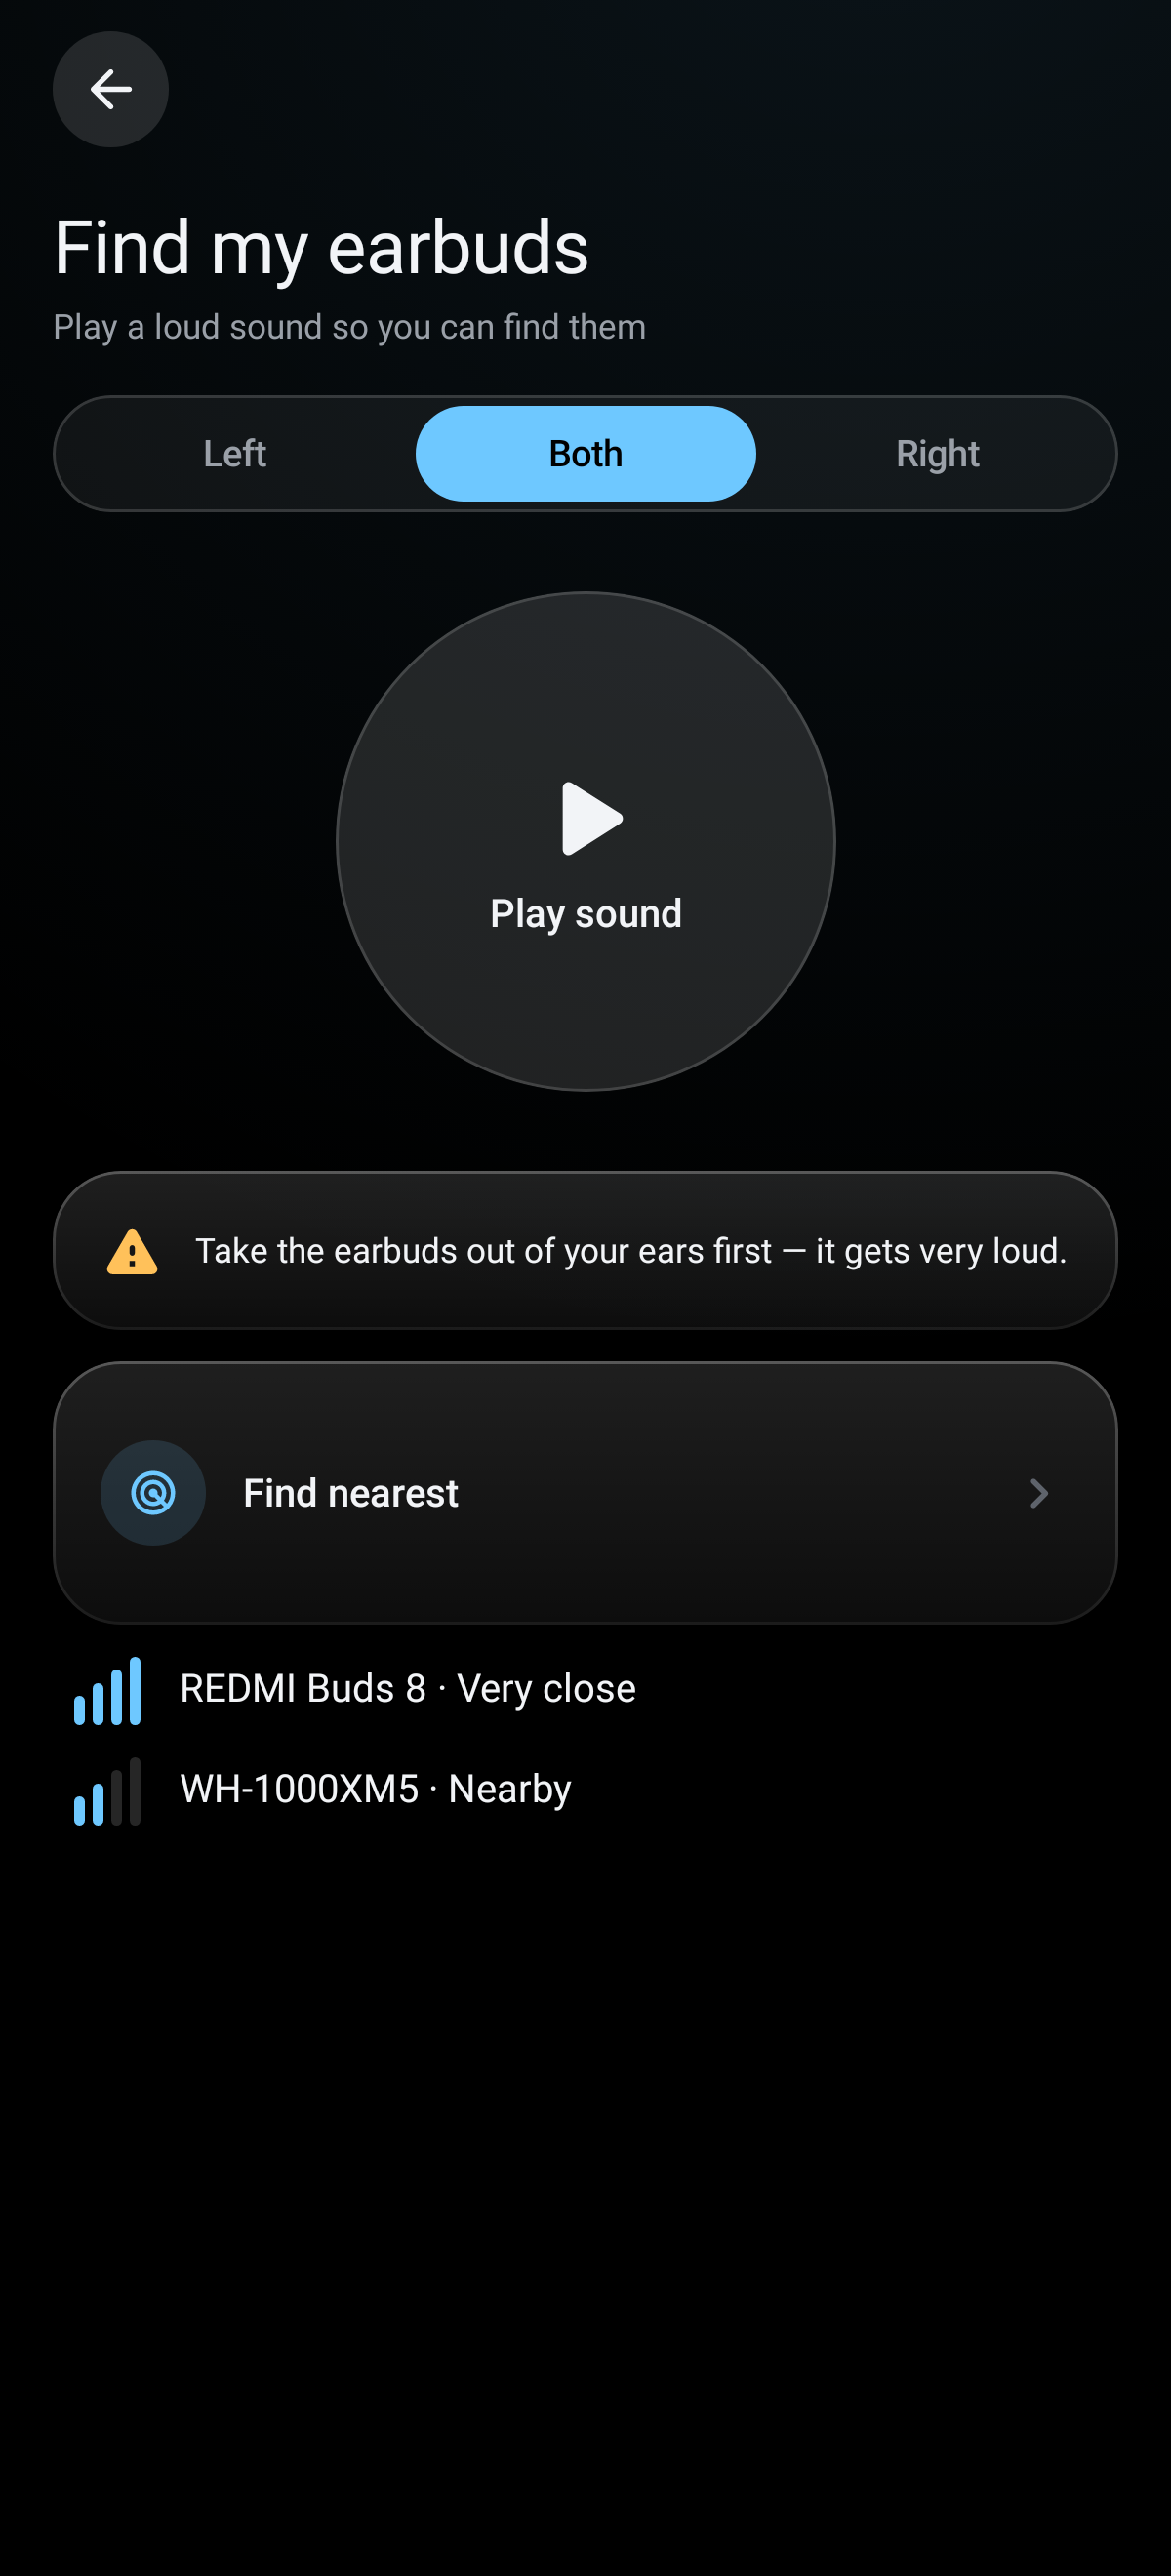 Find my earbuds
Play a loud sound so you can find them
Left
Both
Right
Play sound
Take the earbuds out of your ears first — it gets very loud.
Find nearest
REDMI Buds 8 · Very close
WH-1000XM5 · Nearby